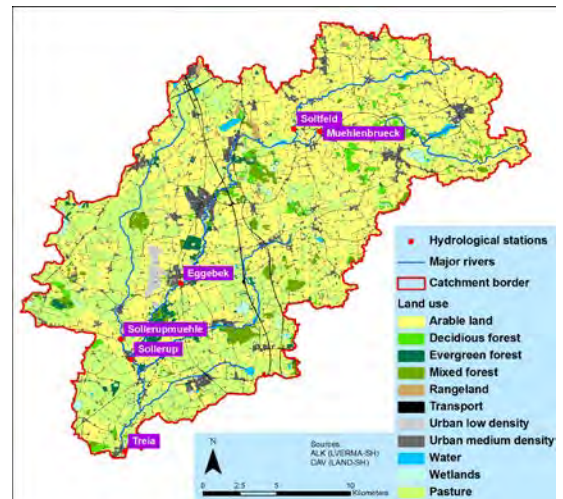 Soltfeld
Muehlenbrueck
Eggebek
Sollerupmuehle
Sollerup
Treia
Hydrological stations
Major rivers
Catchment border
Land use
Arable land
Decidious forest
Evergreen forest
Mixed forest
Rangeland
Transport
Urban low density
Urban medium density
Water
Wetlands
Pasture
N
Sources:
ALK (LVERMA-SH)
DAV (LAND-SH)
0 2,5 5 10
Kilometers